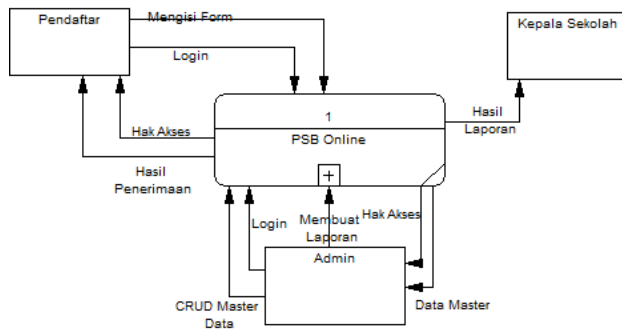 Pendaftar
Mengisi Form
Login
Kepala Sekolah
1
PSB Online
Hak Akses
Hasil
Penerimaan
Hasil
Laporan
Login
Membuat
Laporan
Hak Akses
Admin
CRUD Master
Data
Data Master